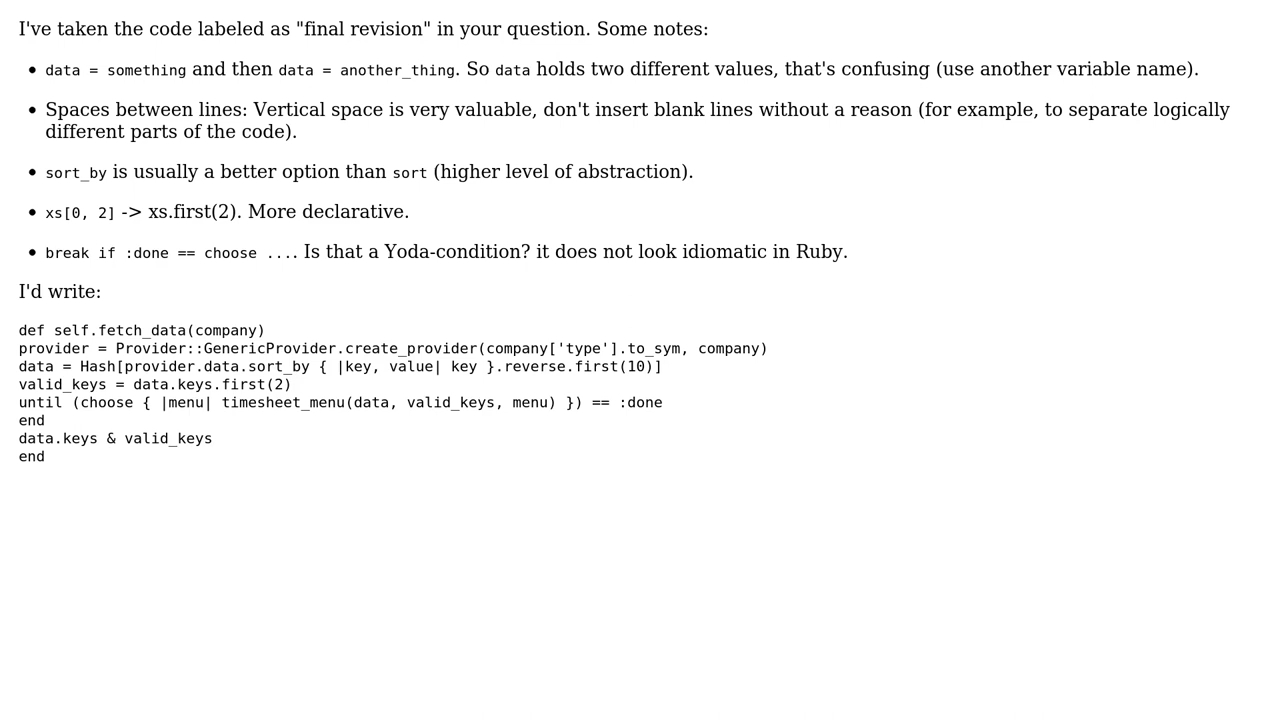 I've taken the code labeled as "final revision" in your question. Some notes:
• data = something and then data = another_thing. So data holds two different values, that's confusing (use another variable name).
• Spaces between lines: Vertical space is very valuable, don't insert blank lines without a reason (for example, to separate logically
different parts of the code).
• sort_by is usually a better option than sort (higher level of abstraction).
• xs[0, 2] -> xs.first(2). More declarative.
• break if :done == choose .... Is that a Yoda-condition? it does not look idiomatic in Ruby.
I'd write:
def self.fetch_data(company)
provider = Provider::GenericProvider.create_provider(company['type'].to_sym, company)
data = Hash[provider.data.sort_by { |key, value| key }.reverse.first(10)]
valid_keys = data.keys.first(2)
until (choose { |menu| timesheet_menu(data, valid_keys, menu) }) == :done
end
data.keys & valid_keys
end